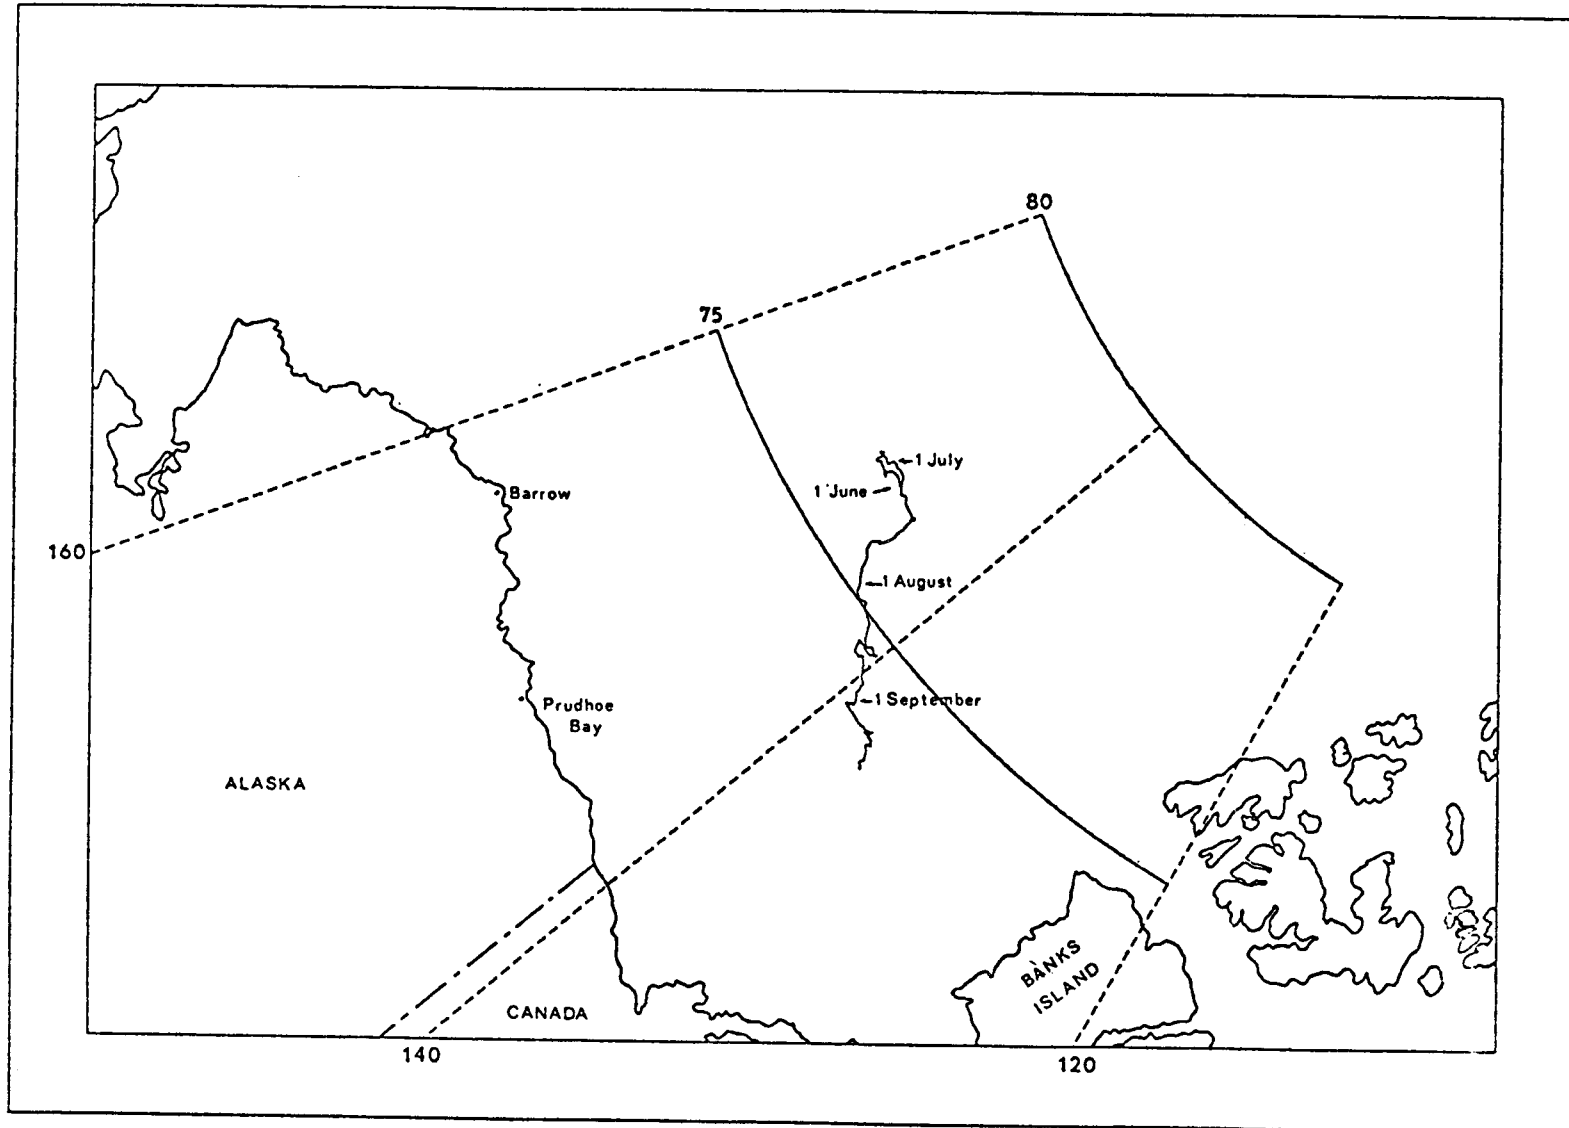 80
75
1 July
1 June
Barrow
160
1 August
Prudhoe
Bay
1 September
ALASKA
BANKS
ISLAND
CANADA
140
120